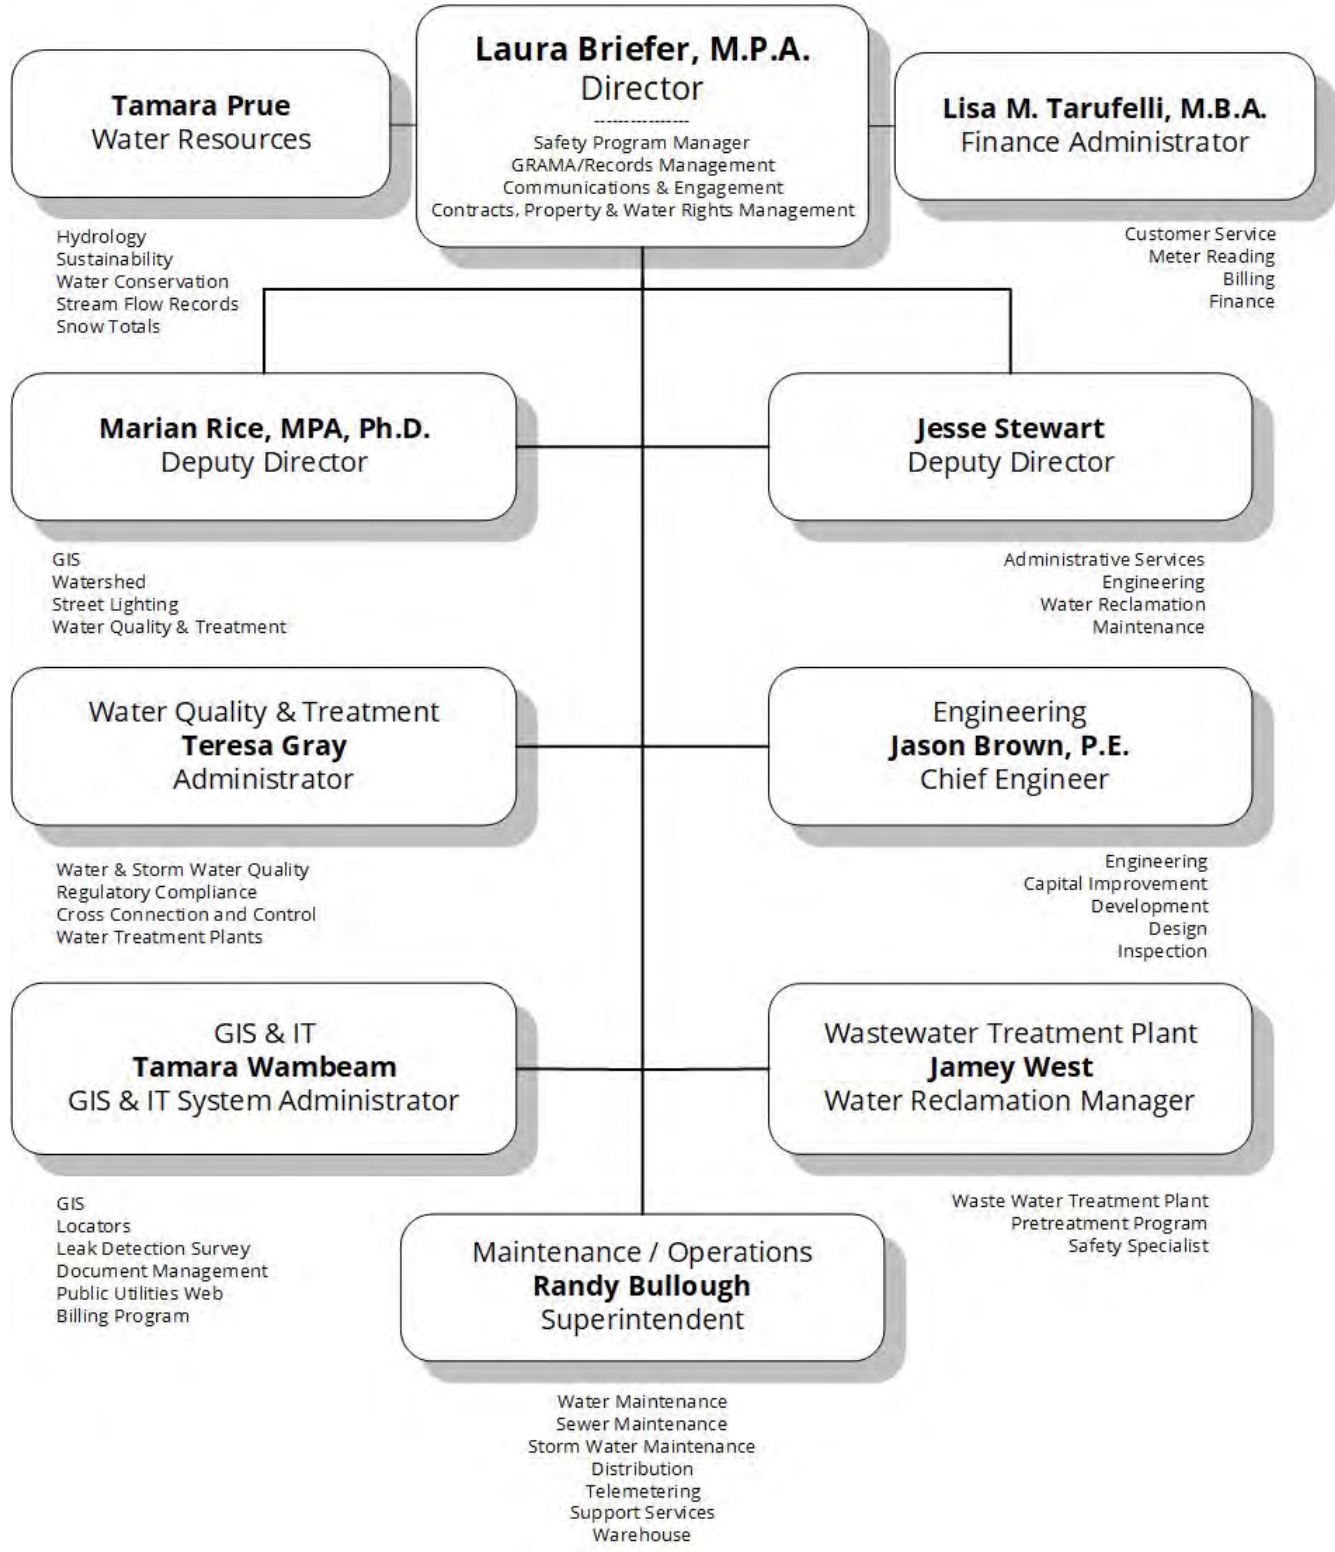 Laura Briefer, M.P.A.
Director
----------------
Safety Program Manager
GRAMA/Records Management
Communications & Engagement
Contracts, Property & Water Rights Management
Tamara Prue
Water Resources
Hydrology
Sustainability
Water Conservation
Stream Flow Records
Snow Totals
Lisa M. Tarufelli, M.B.A.
Finance Administrator
Customer Service
Meter Reading
Billing
Finance
Marian Rice, MPA, Ph.D.
Deputy Director
GIS
Watershed
Street Lighting
Water Quality & Treatment
Jesse Stewart
Deputy Director
Administrative Services
Engineering
Water Reclamation
Maintenance
Water Quality & Treatment
Teresa Gray
Administrator
Water & Storm Water Quality
Regulatory Compliance
Cross Connection and Control
Water Treatment Plants
Engineering
Jason Brown, P.E.
Chief Engineer
Engineering
Capital Improvement
Development
Design
Inspection
GIS & IT
Tamara Wambeam
GIS & IT System Administrator
GIS
Locators
Leak Detection Survey
Document Management
Public Utilities Web
Billing Program
Wastewater Treatment Plant
Jamey West
Water Reclamation Manager
Waste Water Treatment Plant
Pretreatment Program
Safety Specialist
Maintenance / Operations
Randy Bullough
Superintendent
Water Maintenance
Sewer Maintenance
Storm Water Maintenance
Distribution
Telemetering
Support Services
Warehouse